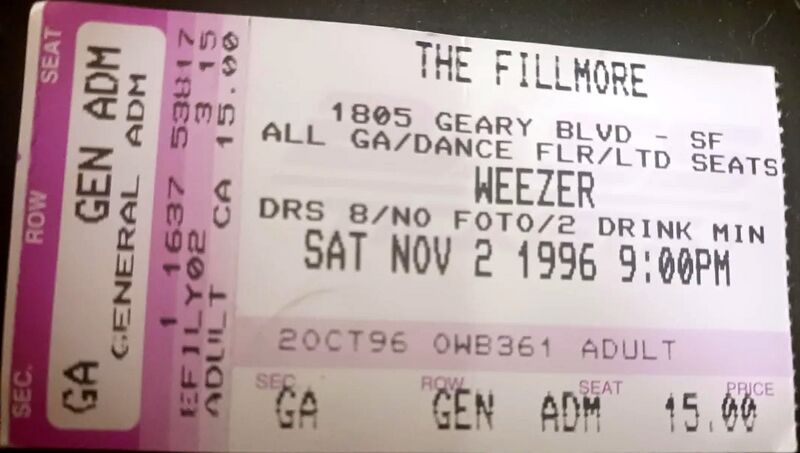 THE FILLMORE
1805 GEARY BLVD - SF
ALL GA/DANCE FLR/LTD SEATS
WEEZER
DRS 8/NO FOTO/2 DRINK MIN
SAT NOV 2 1996 9:00PM
2OCT96 OWB361 ADULT
SEC. ROW SEAT PRICE
GA GEN ADM 15.00
SEC. ROW SEAT
GA GEN ADM
GENERAL ADM
1 1637 53817
EFILY02 3 15
ADULT CA 15.00